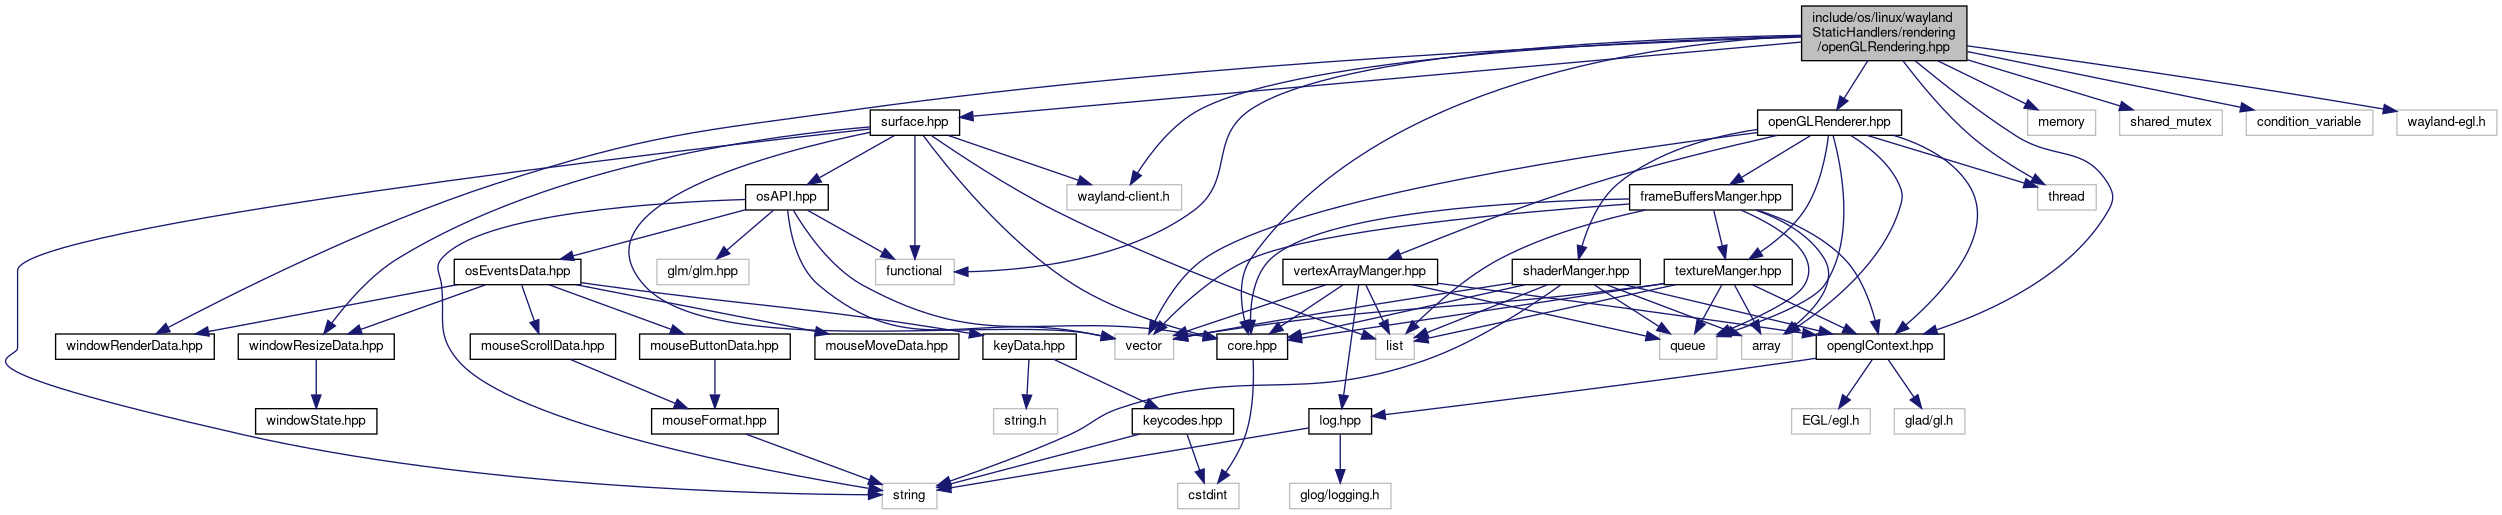 include/os/linux/wayland
StaticHandlers/rendering
/openGLRendering.hpp
surface.hpp
openGLRenderer.hpp
memory
shared_mutex
condition_variable
wayland-egl.h
osAPI.hpp
wayland-client.h
frameBuffersManger.hpp
thread
osEventsData.hpp
glm/glm.hpp
functional
vertexArrayManger.hpp
shaderManger.hpp
textureManger.hpp
windowRenderData.hpp
windowResizeData.hpp
mouseScrollData.hpp
mouseButtonData.hpp
mouseMoveData.hpp
keyData.hpp
vector
core.hpp
list
queue
array
openglContext.hpp
windowState.hpp
mouseFormat.hpp
string.h
keycodes.hpp
log.hpp
EGL/egl.h
glad/gl.h
string
cstdint
glog/logging.h